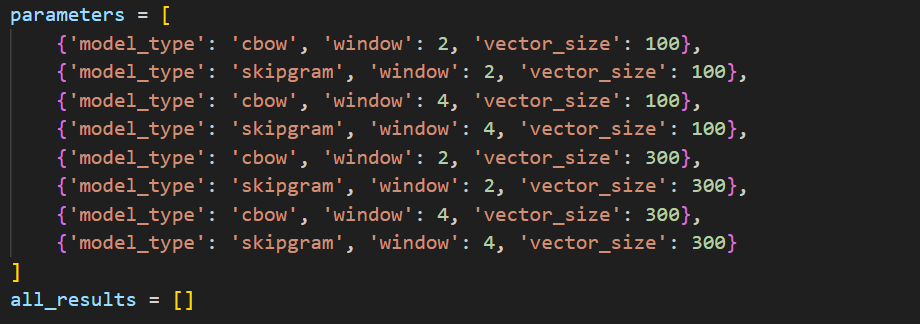 parameters = [
    {'model_type': 'cbow', 'window': 2, 'vector_size': 100},
    {'model_type': 'skipgram', 'window': 2, 'vector_size': 100},
    {'model_type': 'cbow', 'window': 4, 'vector_size': 100},
    {'model_type': 'skipgram', 'window': 4, 'vector_size': 100},
    {'model_type': 'cbow', 'window': 2, 'vector_size': 300},
    {'model_type': 'skipgram', 'window': 2, 'vector_size': 300},
    {'model_type': 'cbow', 'window': 4, 'vector_size': 300},
    {'model_type': 'skipgram', 'window': 4, 'vector_size': 300}
]
all_results = []